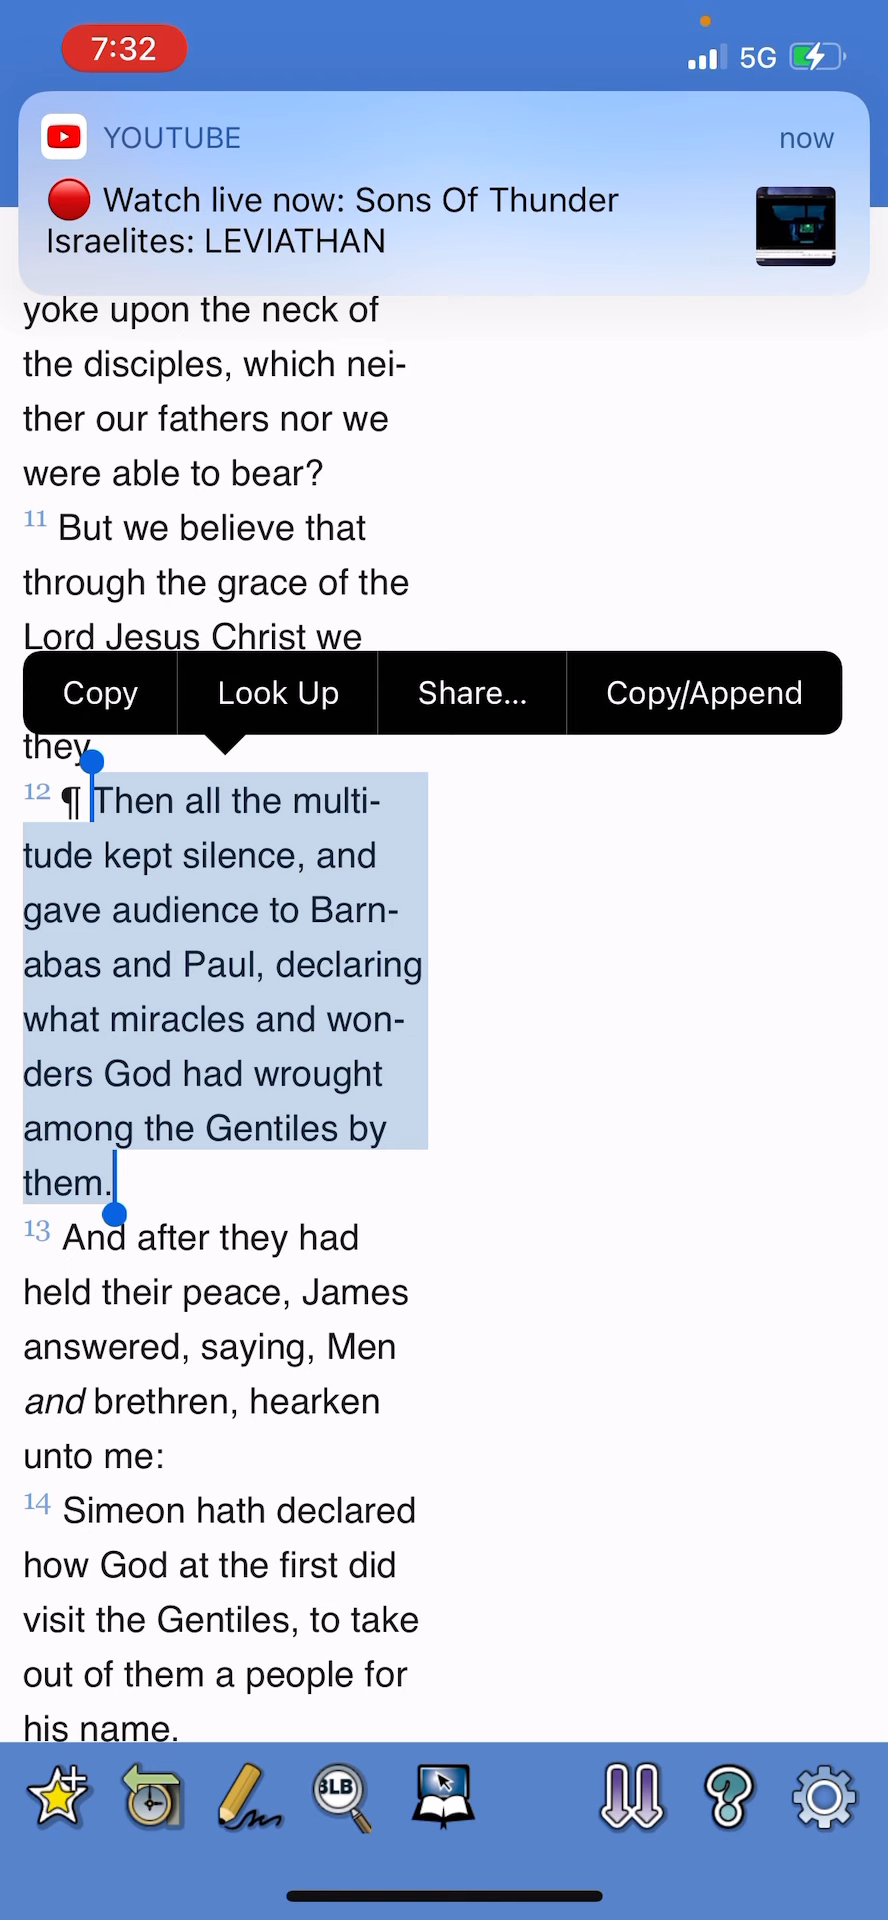 7:32
5G
YOUTUBE
now
🔴 Watch live now: Sons Of Thunder
Israelites: LEVIATHAN
yoke upon the neck of
the disciples, which nei-
ther our fathers nor we
were able to bear?
11 But we believe that
through the grace of the
Lord Jesus Christ we
Copy
Look Up
Share...
Copy/Append
they.
12 ¶ Then all the multi-
tude kept silence, and
gave audience to Barn-
abas and Paul, declaring
what miracles and won-
ders God had wrought
among the Gentiles by
them.
13 And after they had
held their peace, James
answered, saying, Men
and brethren, hearken
unto me:
14 Simeon hath declared
how God at the first did
visit the Gentiles, to take
out of them a people for
his name.
BLB